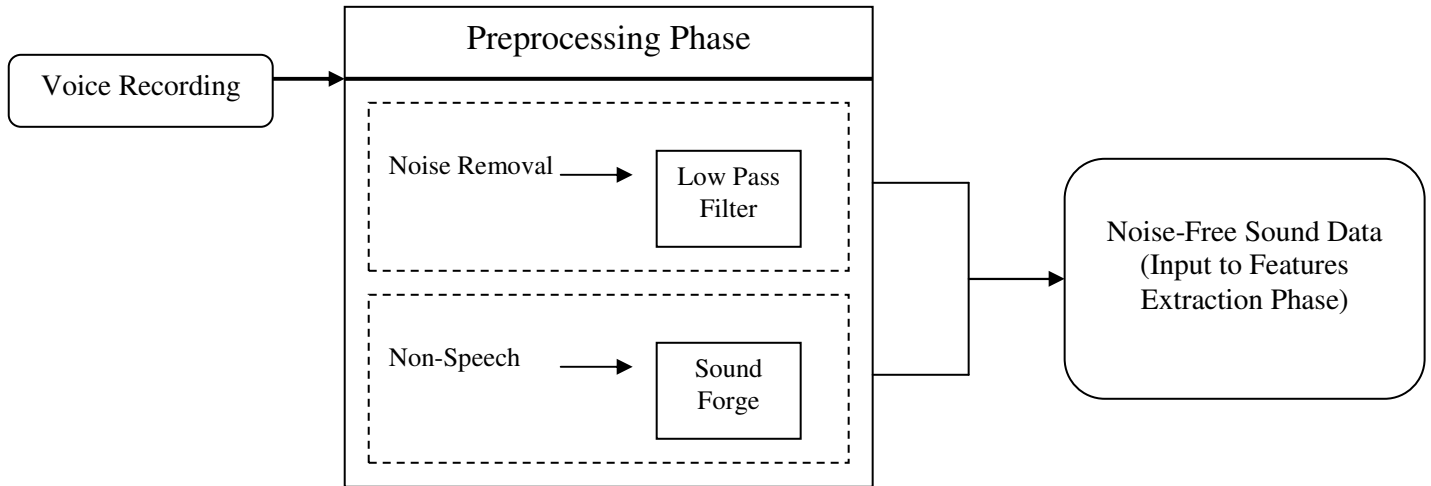 Preprocessing Phase
Voice Recording
Noise Removal
Low Pass
Filter
Non-Speech
Sound
Forge
Noise-Free Sound Data
(Input to Features
Extraction Phase)